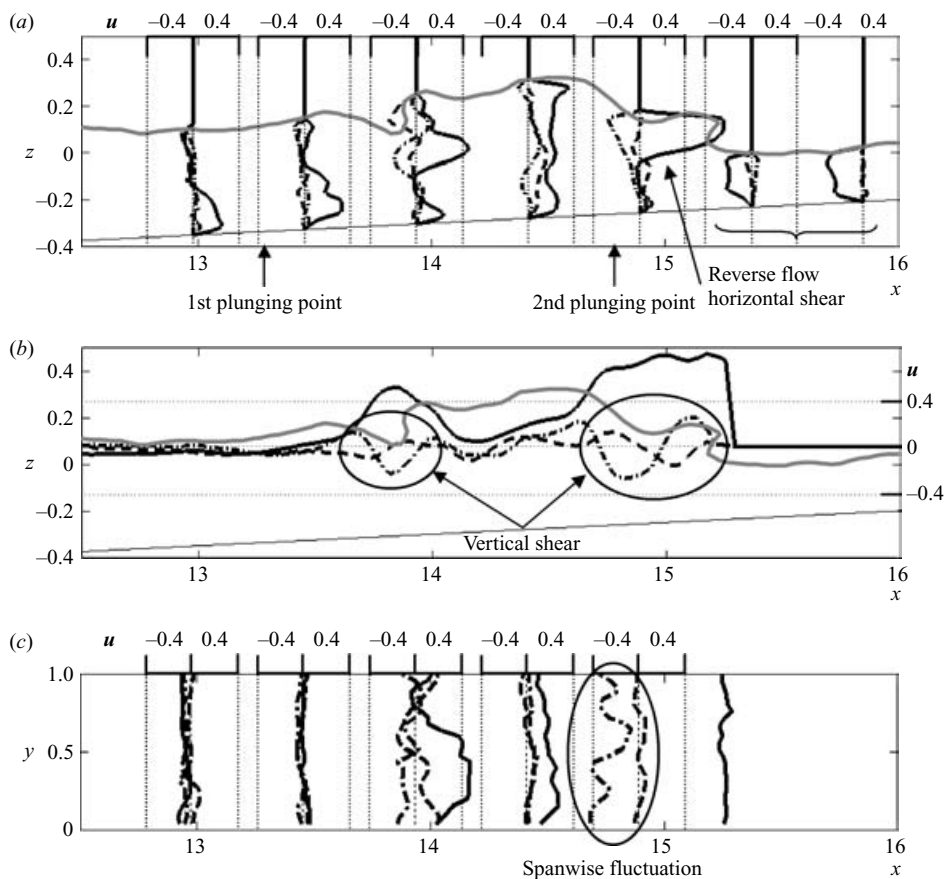 (a) u −0.4 0.4 −0.4 0.4 −0.4 0.4 −0.4 0.4 −0.4 0.4 −0.4 0.4 −0.4 0.4
0.4
0.2
z 0
−0.2
−0.4
13 14 15 16
1st plunging point
2nd plunging point
Reverse flow
horizontal shear
x
(b)
0.4 u
0.2 0.4
0
z 0
−0.2 −0.4
Vertical shear
−0.4
13 14 15 16
x
(c) u −0.4 0.4 −0.4 0.4 −0.4 0.4 −0.4 0.4 −0.4 0.4
1.0
y 0.5
0
13 14 15 16
Spanwise fluctuation
x